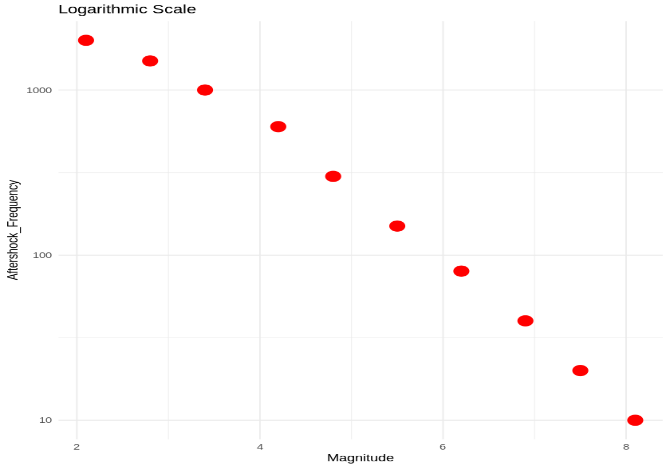 Logarithmic Scale
Aftershock_Frequency
1000
100
10
2 4 6 8
Magnitude